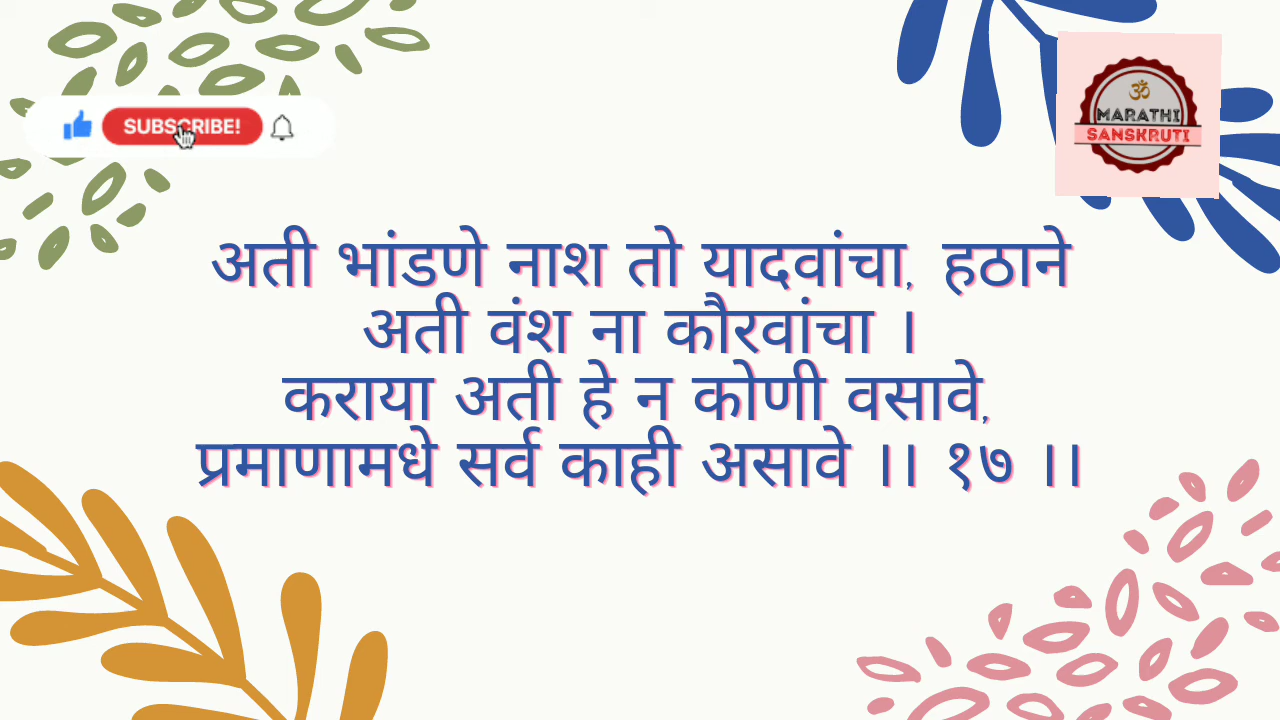 SUBSCRIBE!
ॐ
MARATHI
SANSKRUTI
अती भांडणे नाश तो यादवांचा, हठाने
अती वंश ना कौरवांचा ।
कराया अती हे न कोणी वसावे,
प्रमाणामधे सर्व काही असावे ।। १७ ।।